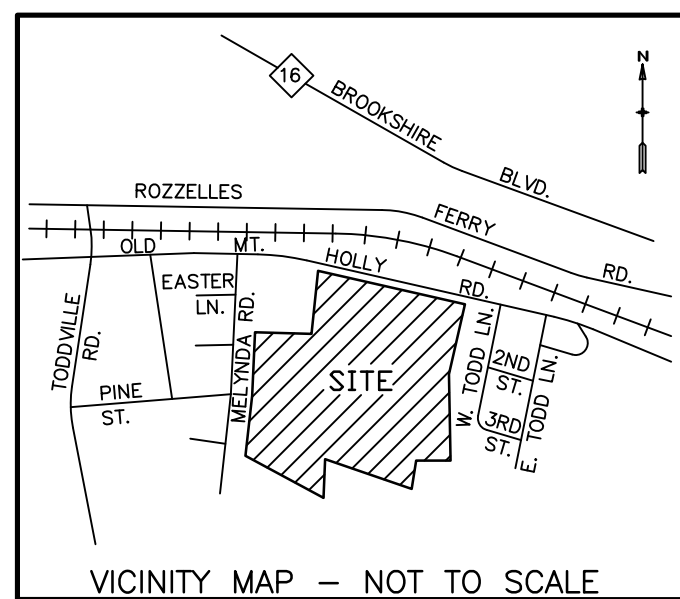 N
16
BROOKSHIRE BLVD.
ROZZELLES FERRY RD.
OLD MT. HOLLY RD.
EASTER
LN.
TODDVILLE
RD.
MELYNDA RD.
PINE
ST.
SITE
W. TODD LN.
2ND
ST.
3RD
ST.
E. TODD LN.
VICINITY MAP – NOT TO SCALE